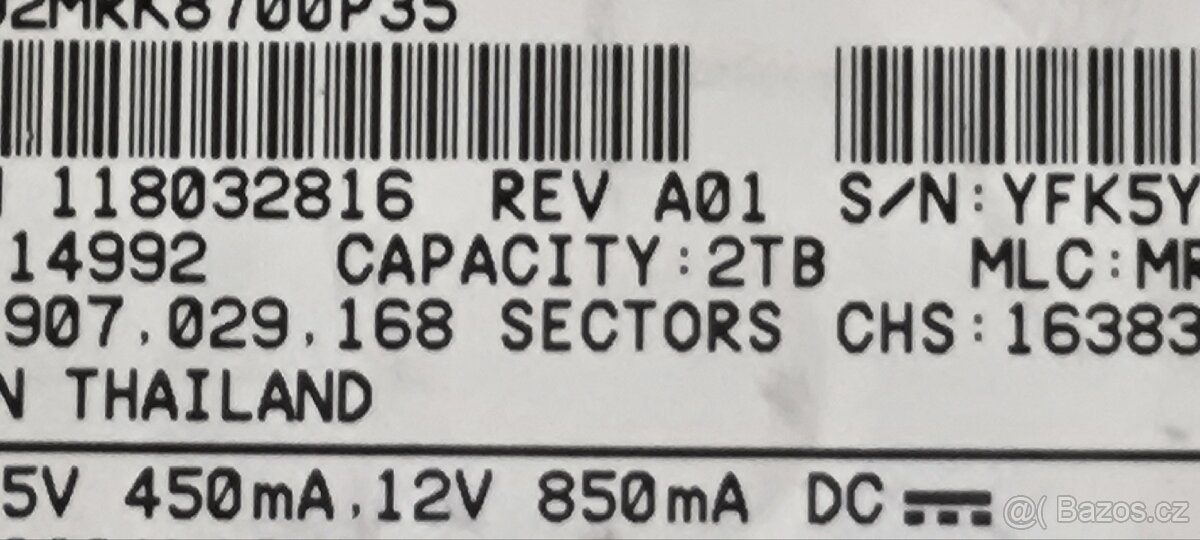 02MRK8700P35
118032816 REV A01 S/N:YFK5Y
14992 CAPACITY:2TB MLC:MR
907,029,168 SECTORS CHS:16383
N THAILAND
5V 450mA,12V 850mA DC
@( Bazos.cz